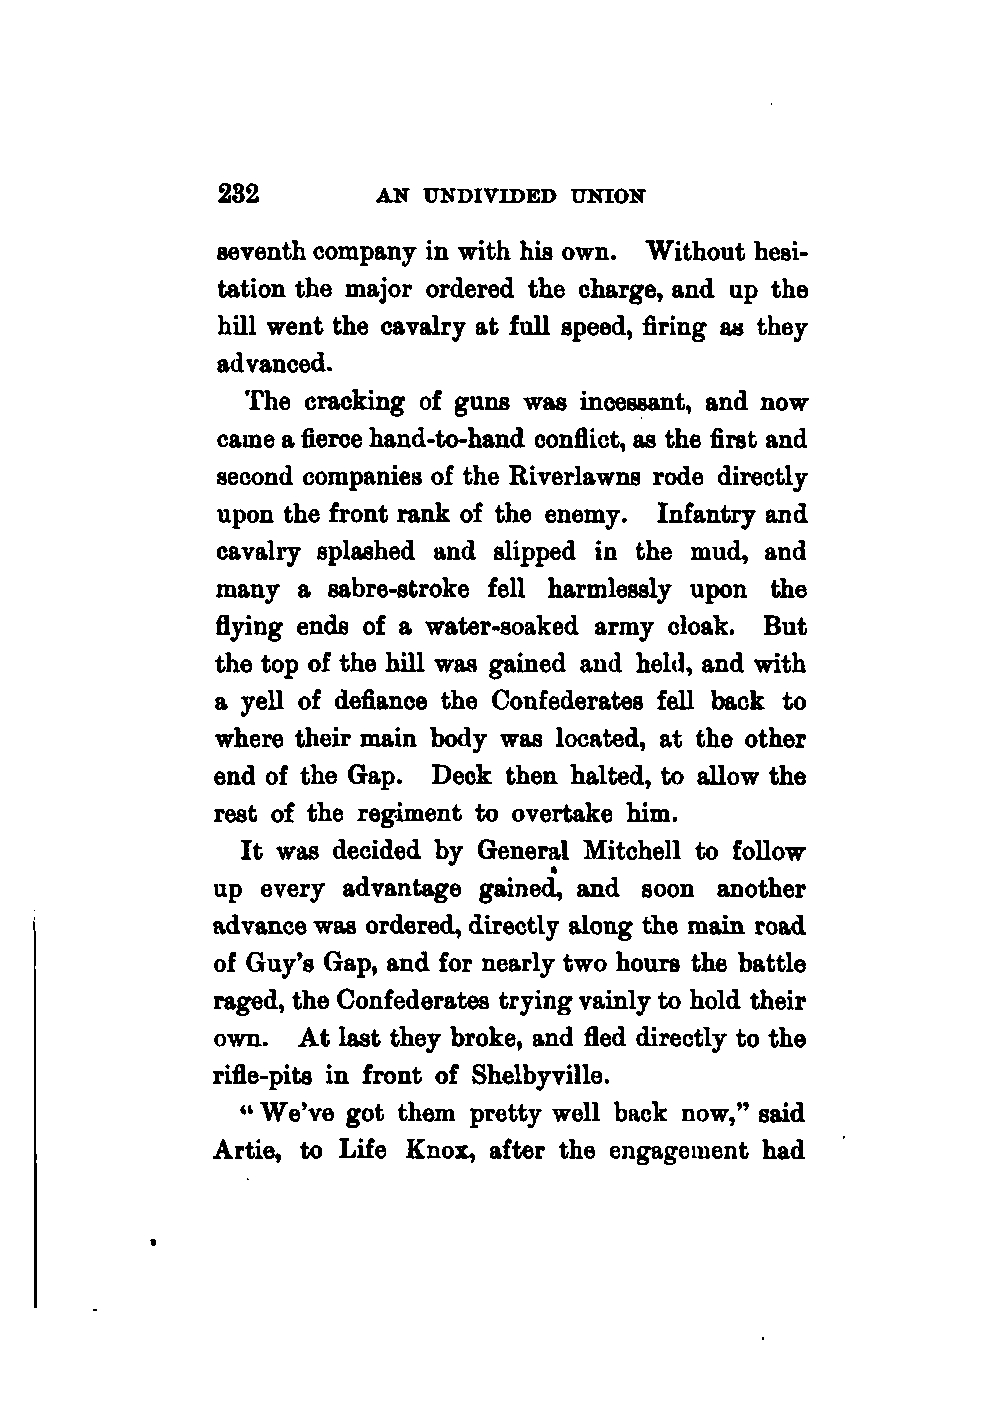 232 AN UNDIVIDED UNION
seventh company in with his own. Without hesi-
tation the major ordered the charge, and up the
hill went the cavalry at full speed, firing as they
advanced.
The cracking of guns was incessant, and now
came a fierce hand-to-hand conflict, as the first and
second companies of the Riverlawns rode directly
upon the front rank of the enemy. Infantry and
cavalry splashed and slipped in the mud, and
many a sabre-stroke fell harmlessly upon the
flying ends of a water-soaked army cloak. But
the top of the hill was gained and held, and with
a yell of defiance the Confederates fell back to
where their main body was located, at the other
end of the Gap. Deck then halted, to allow the
rest of the regiment to overtake him.
It was decided by General Mitchell to follow
up every advantage gained, and soon another
advance was ordered, directly along the main road
of Guy's Gap, and for nearly two hours the battle
raged, the Confederates trying vainly to hold their
own. At last they broke, and fled directly to the
rifle-pits in front of Shelbyville.
“We've got them pretty well back now,” said
Artie, to Life Knox, after the engagement had